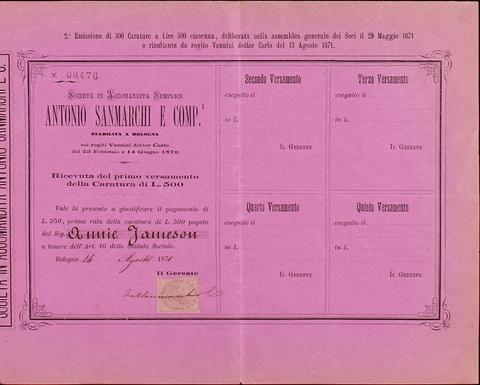 2.ª Emissione di 300 Carature a Lire 500 ciascuna, deliberata nella assemblea generale dei Soci il 29 Maggio 1871
e risultante da rogito Vannini dottor Carlo del 13 Agosto 1871.
SOCIETÀ IN ACCOMANDITA ANTONIO SANMARCHI E C.
N. 00476
SOCIETÀ IN ACCOMANDITA SEMPLICE
ANTONIO SANMARCHI E COMP.I
STABILITA A BOLOGNA
coi rogiti Vannini dottor Carlo
del 23 Febbraio e 14 Giugno 1870
Ricevuta del primo versamento
della Caratura di L. 500
Vale la presente a giustificare il pagamento di
L. 250, prima rata della caratura di L. 500 pagata
dal Sig. Annie Jameson
a tenore dell'Art. 10 dello Statuto Sociale.
Bologna 14 Agosto 1871
Il Gerente
Secondo Versamento
eseguito il
in L.
IL GERENTE
Terzo Versamento
eseguito il
in L.
IL GERENTE
Quarto Versamento
eseguito il
in L.
IL GERENTE
Quinto Versamento
eseguito il
in L.
IL GERENTE